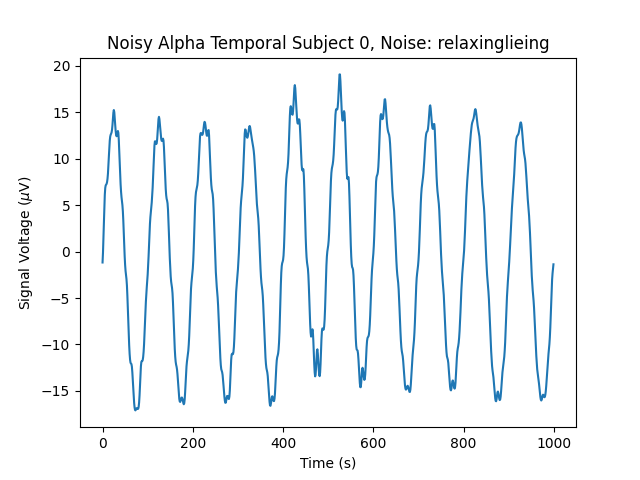 Noisy Alpha Temporal Subject 0, Noise: relaxinglieing
20
15
10
5
0
−5
−10
−15
Signal Voltage (μV)
0 200 400 600 800 1000
Time (s)